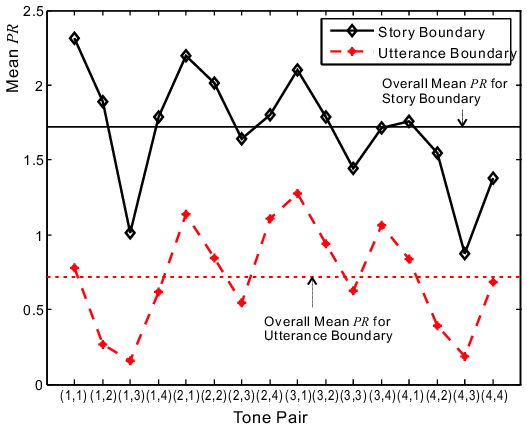 Mean PR
2.5
2
1.5
1
0.5
0
Story Boundary
Utterance Boundary
Overall Mean PR for
Story Boundary
Overall Mean PR for
Utterance Boundary
(1,1) (1,2) (1,3) (1,4) (2,1) (2,2) (2,3) (2,4) (3,1) (3,2) (3,3) (3,4) (4,1) (4,2) (4,3) (4,4)
Tone Pair